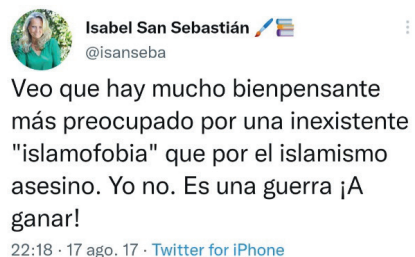 Isabel San Sebastián
@isanseba
Veo que hay mucho bienpensante
más preocupado por una inexistente
"islamofobia" que por el islamismo
asesino. Yo no. Es una guerra ¡A
ganar!
22:18 · 17 ago. 17 · Twitter for iPhone